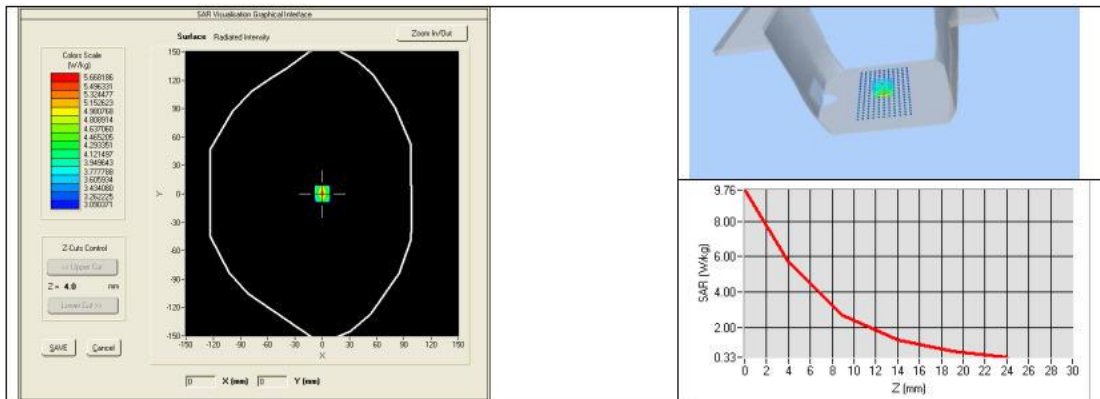 SAR Visualisation Graphical Interface
Surface Radiated Intensity
Zoom In/Out
Colors Scale
(W/kg)
5.668186
5.496331
5.324477
5.152623
4.980768
4.808914
4.637060
4.465205
4.293351
4.121497
3.949643
3.777788
3.605934
3.434080
3.262225
3.090371
Z-Cuts Control
<< Upper Cut
Z = 4.0 mm
Lower Cut >>
SAVE Cancel
150
120
90
60
30
0
-30
-60
-90
-120
-150
Y
-150 -120 -90 -60 -30 0 30 60 90 120 150
X
0 X (mm) 0 Y (mm)
9.76
8.00
6.00
4.00
2.00
0.33
SAR (W/kg)
0 2 4 6 8 10 12 14 16 18 20 22 24 26 28 30
Z (mm)